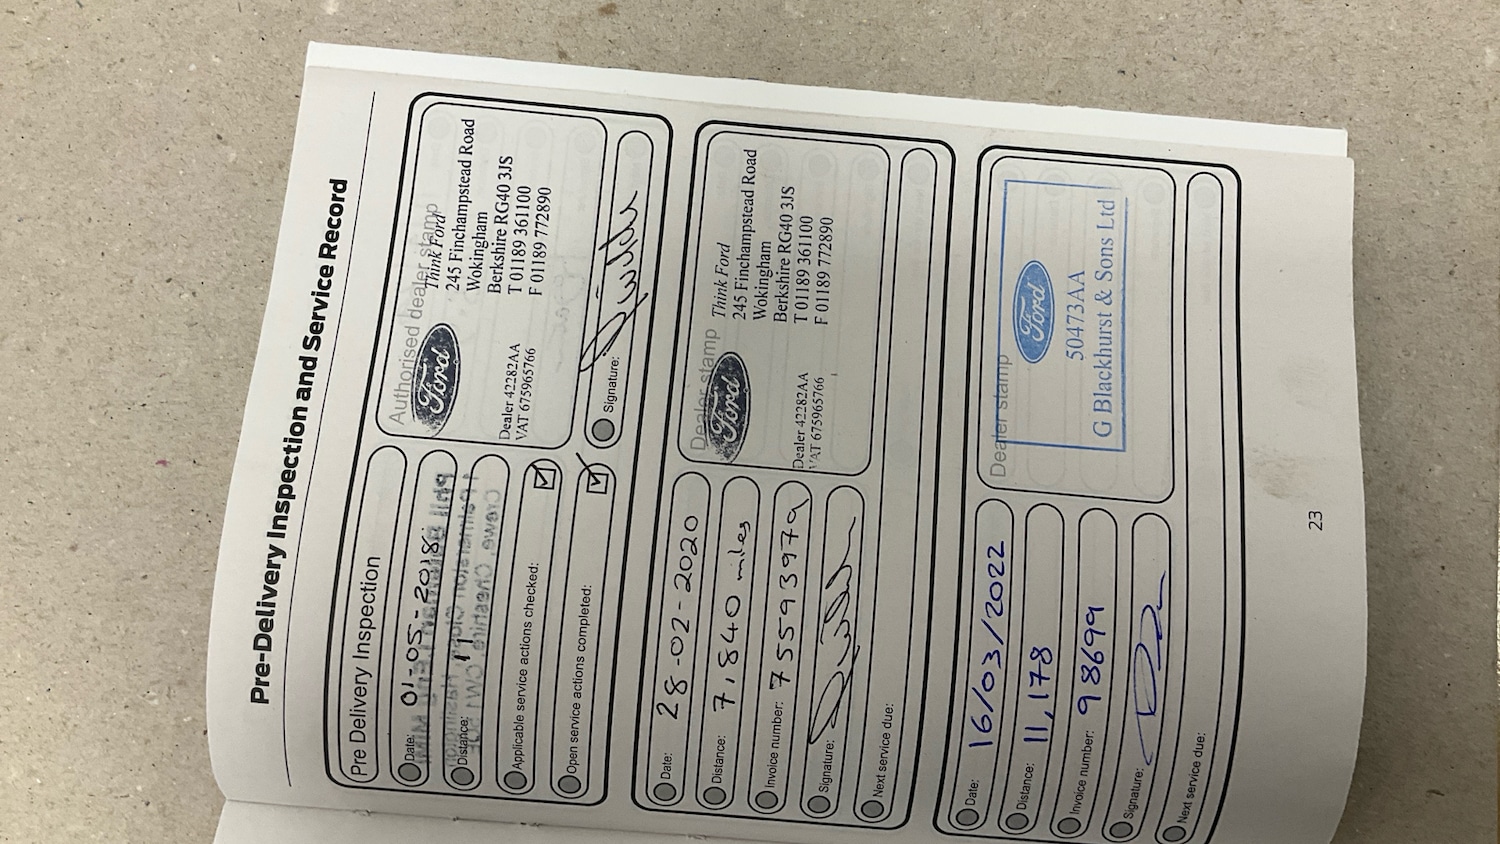 Pre-Delivery Inspection and Service Record
Pre Delivery Inspection
Date: 01-05-2018
Distance: 11
Applicable service actions checked:
Open service actions completed:
Authorised dealer stamp
Ford
Think Ford
245 Finchampstead Road
Wokingham
Berkshire RG40 3JS
T 01189 361100
F 01189 772890
Dealer 42282AA
VAT 675965766
Signature:
Date: 28-02-2020
Distance: 7,840 miles
Invoice number: 75593979
Signature:
Next service due:
Dealer stamp
Ford
Think Ford
245 Finchampstead Road
Wokingham
Berkshire RG40 3JS
T 01189 361100
F 01189 772890
Dealer 42282AA
VAT 675965766
Date: 16/03/2022
Distance: 11,178
Invoice number: 98699
Signature:
Next service due:
Dealer stamp
Ford
50473AA
G Blackhurst & Sons Ltd
23